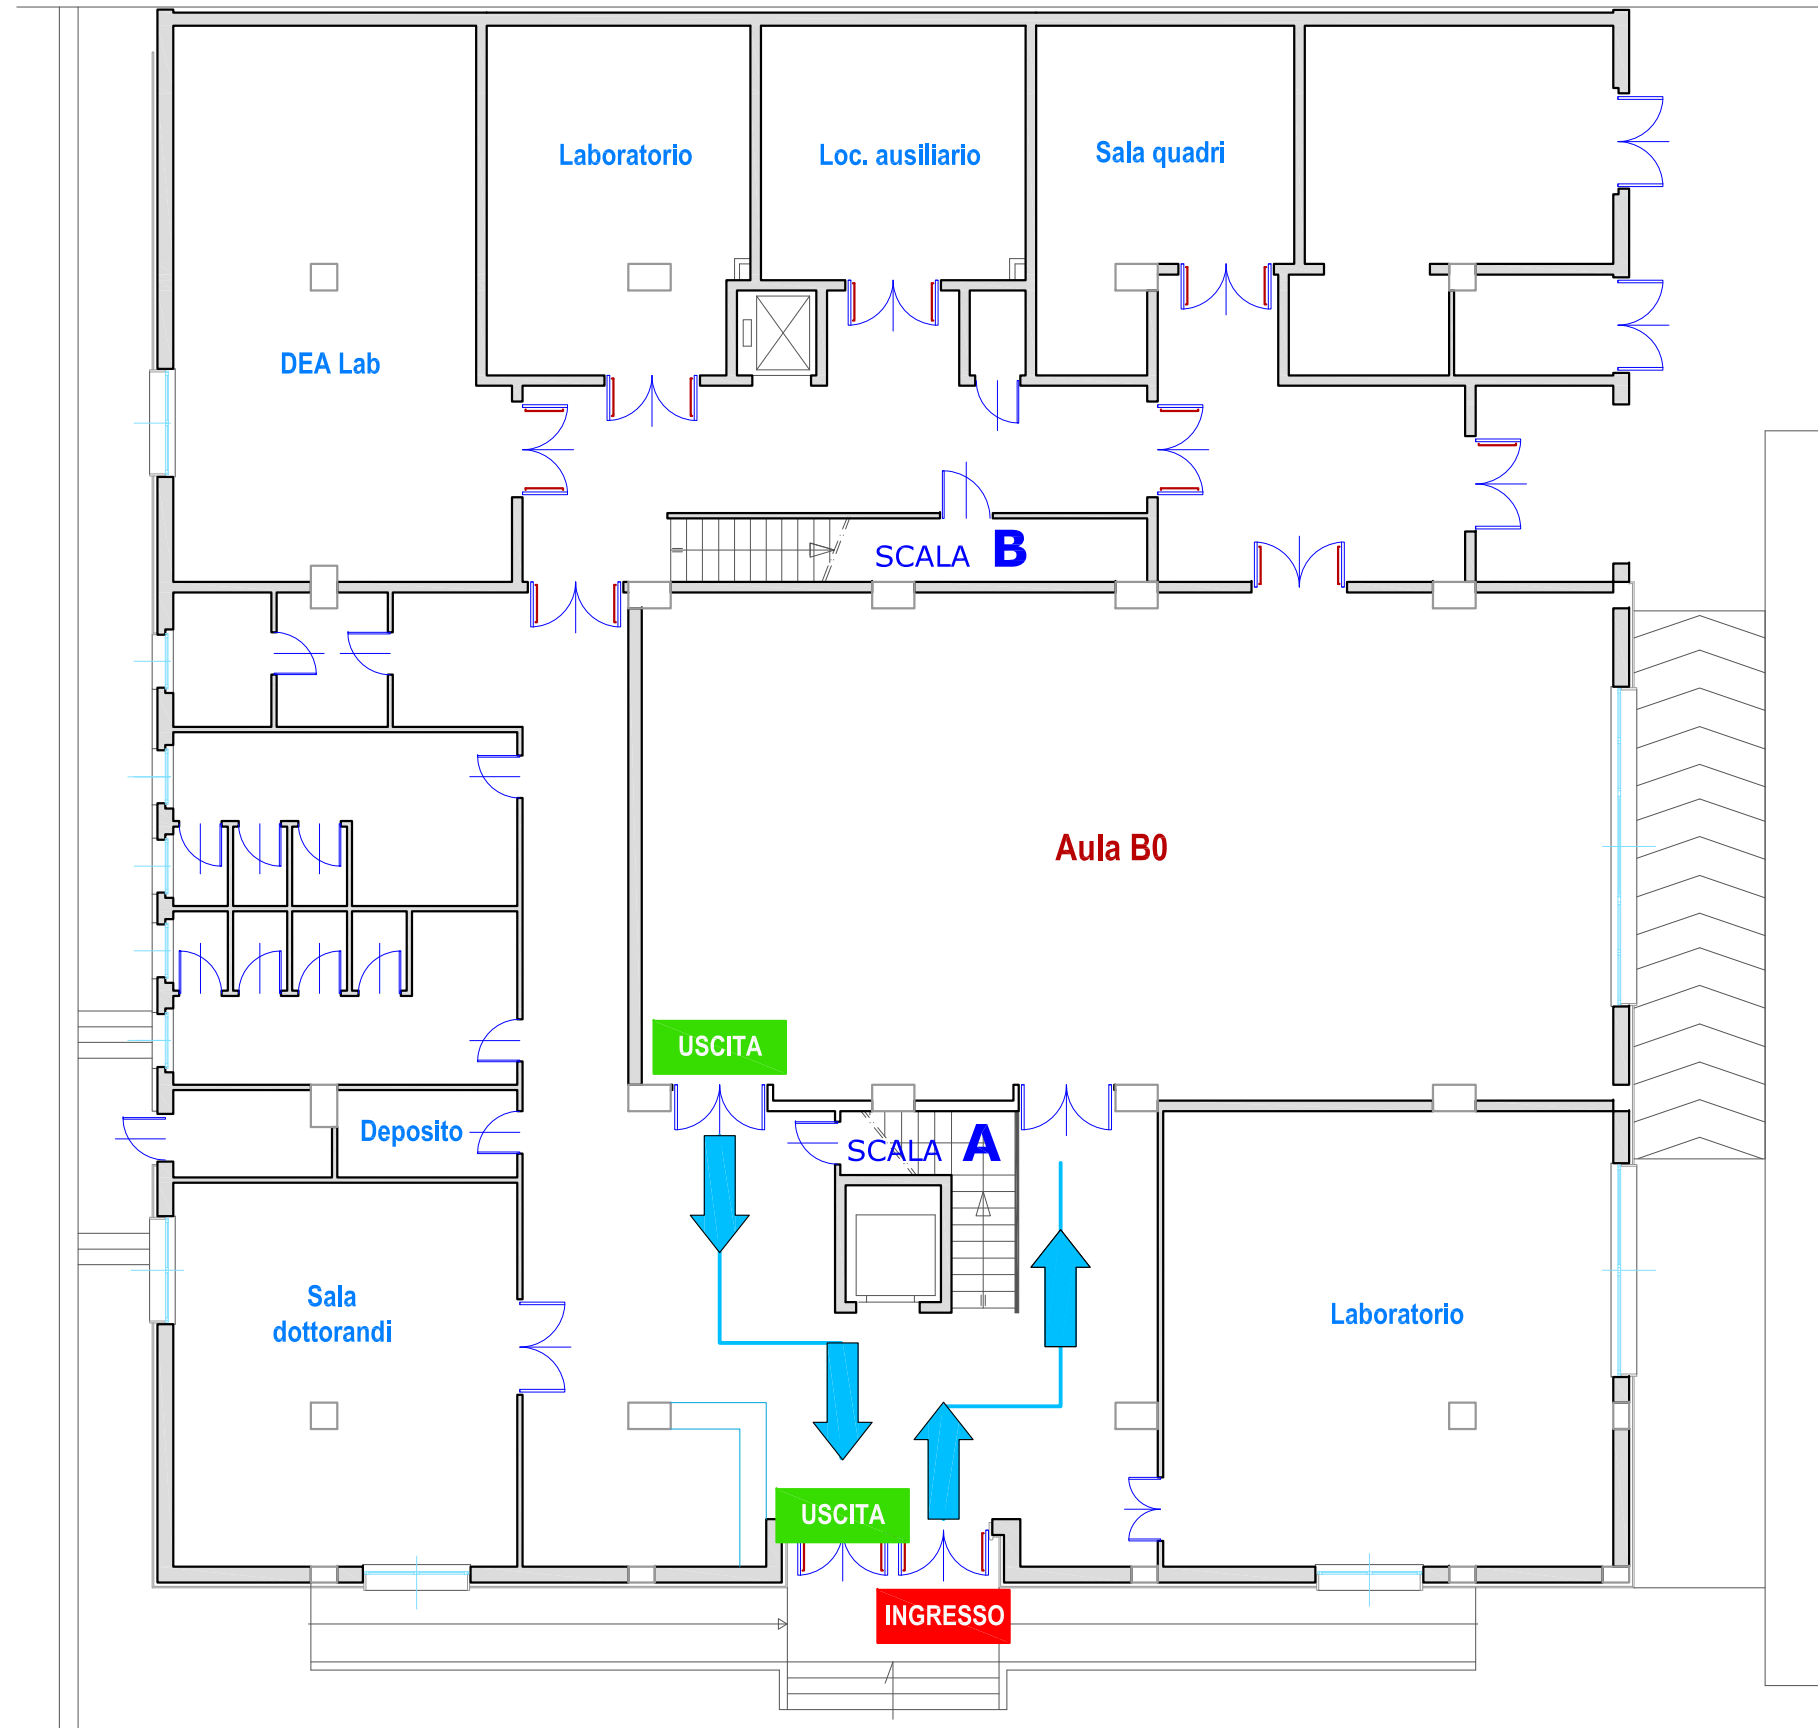 Laboratorio
Loc. ausiliario
Sala quadri
DEA Lab
SCALA B
Aula B0
USCITA
Deposito
SCALA A
Sala
dottorandi
Laboratorio
USCITA
INGRESSO